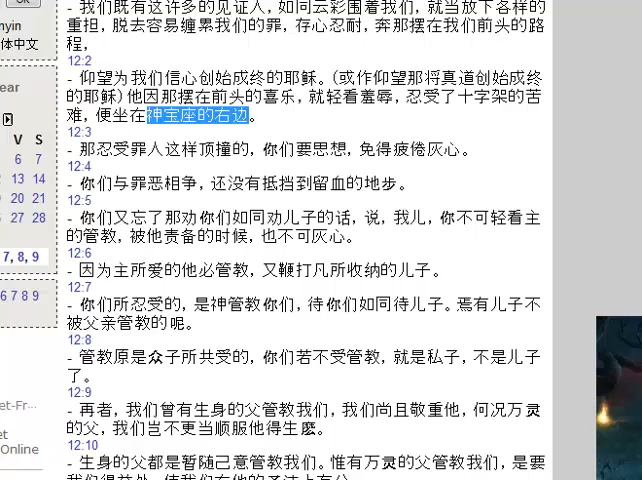 - 我们既有这许多的见证人, 如同云彩围着我们, 就当放下各样的
重担, 脱去容易缠累我们的罪, 存心忍耐, 奔那摆在我们前头的路
程,
12:2
- 仰望为我们信心创始成终的耶稣。(或作仰望那将真道创始成终
的耶稣)他因那摆在前头的喜乐, 就轻看羞辱, 忍受了十字架的苦
难, 便坐在神宝座的右边。
12:3
- 那忍受罪人这样顶撞的, 你们要思想, 免得疲倦灰心。
12:4
- 你们与罪恶相争, 还没有抵挡到留血的地步。
12:5
- 你们又忘了那劝你们如同劝儿子的话, 说, 我儿, 你不可轻看主
的管教, 被他责备的时候, 也不可灰心。
12:6
- 因为主所爱的他必管教, 又鞭打凡所收纳的儿子。
12:7
- 你们所忍受的, 是神管教你们, 待你们如同待儿子。焉有儿子不
被父亲管教的呢。
12:8
- 管教原是众子所共受的, 你们若不受管教, 就是私子, 不是儿子
了。
12:9
- 再者, 我们曾有生身的父管教我们, 我们尚且敬重他, 何况万灵
的父, 我们岂不更当顺服他得生麽。
12:10
- 生身的父都是暂随己意管教我们。惟有万灵的父管教我们, 是要
nyin
体中文
ear
V S
6 7
13 14
20 21
27 28
7, 8, 9
6 7 8 9
et-Fr...
et
Online